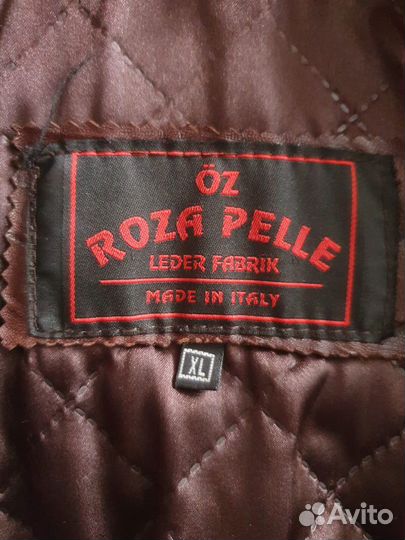 ÖZ
ROZA PELLE
LEDER FABRIK
MADE IN ITALY
XL
Avito